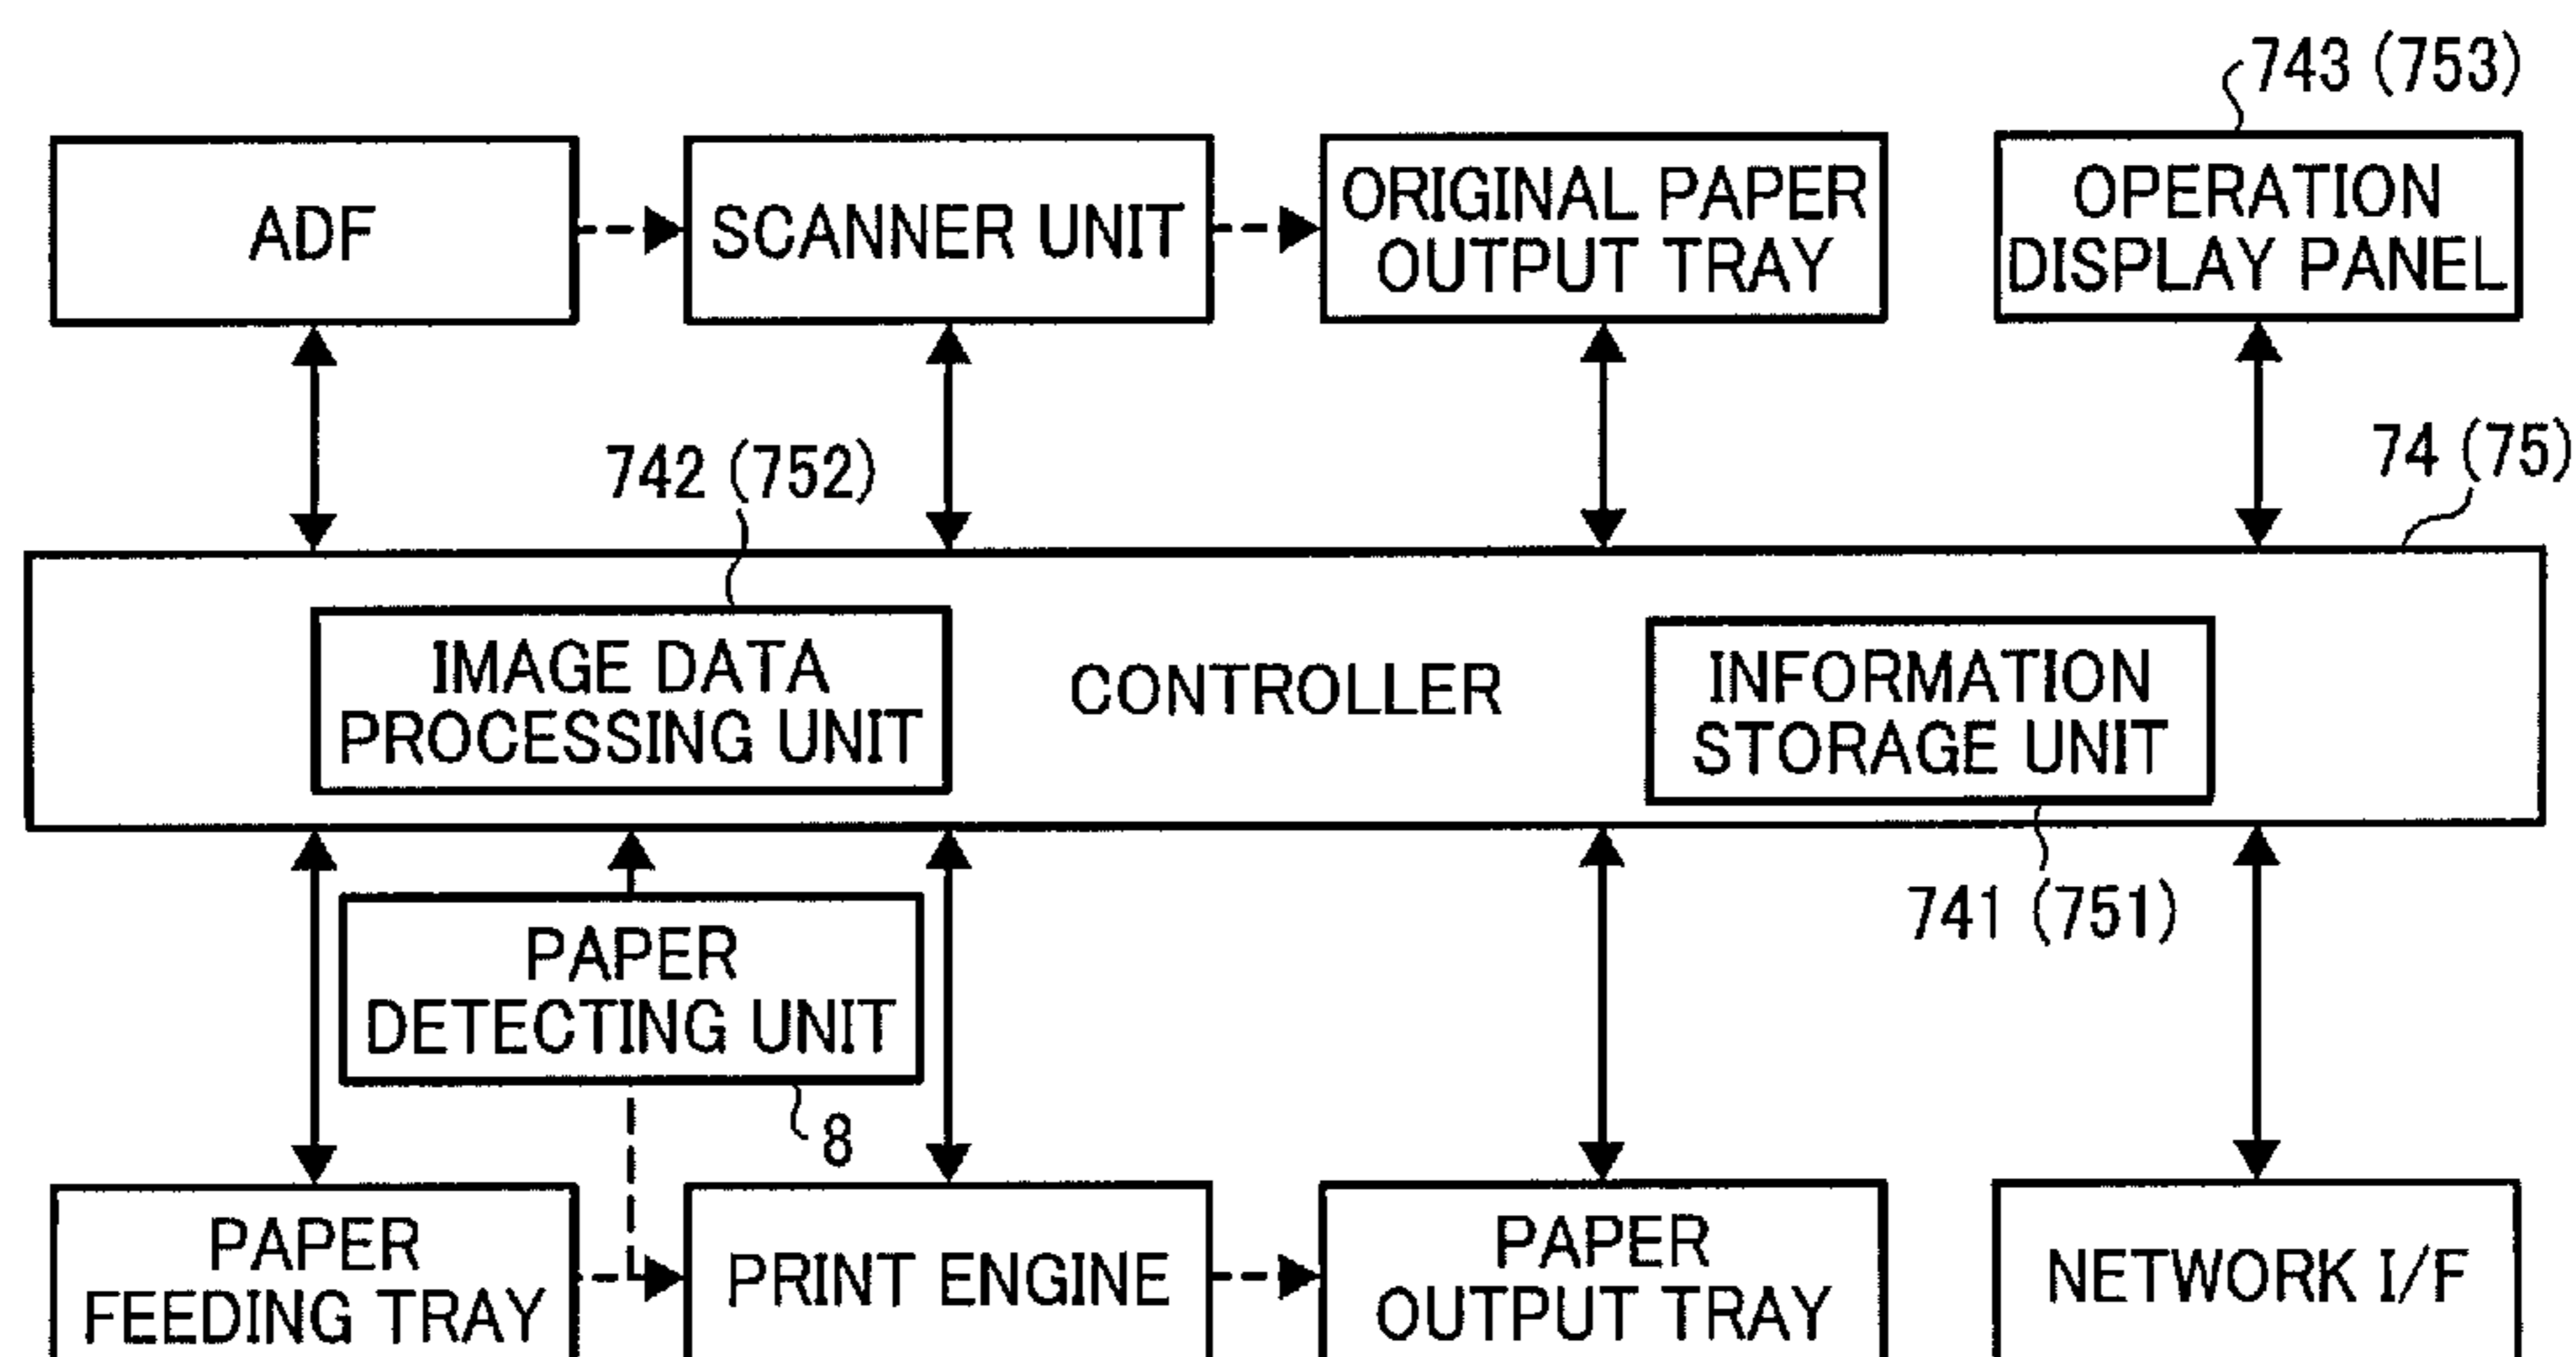 743 (753)
ADF
SCANNER UNIT
ORIGINAL PAPER
OUTPUT TRAY
OPERATION
DISPLAY PANEL
742 (752)
74 (75)
IMAGE DATA
PROCESSING UNIT
CONTROLLER
INFORMATION
STORAGE UNIT
741 (751)
PAPER
DETECTING UNIT
8
PAPER
FEEDING TRAY
PRINT ENGINE
PAPER
OUTPUT TRAY
NETWORK I/F